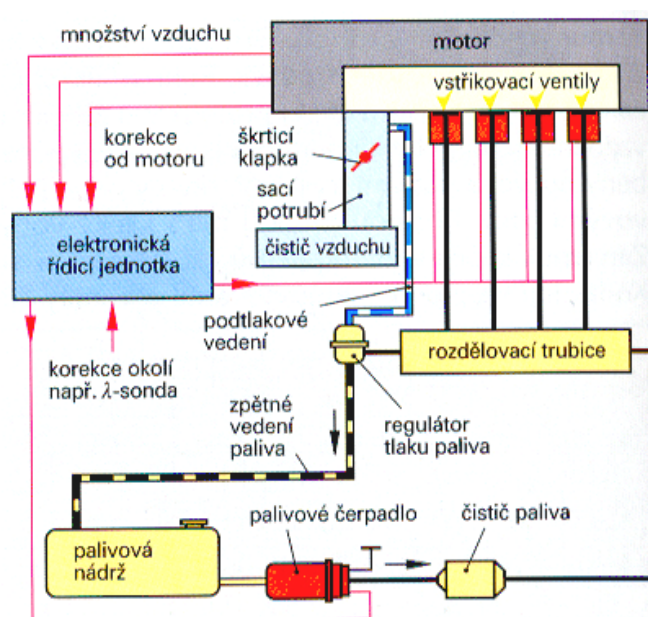 množství vzduchu
motor
vstřikovací ventily
korekce
od motoru
škrticí
klapka
sací
potrubí
elektronická
řídicí jednotka
čistič vzduchu
podtlakové
vedení
rozdělovací trubice
korekce okolí
např. λ-sonda
zpětné
vedení
paliva
regulátor
tlaku paliva
palivové čerpadlo
čistič paliva
palivová
nádrž